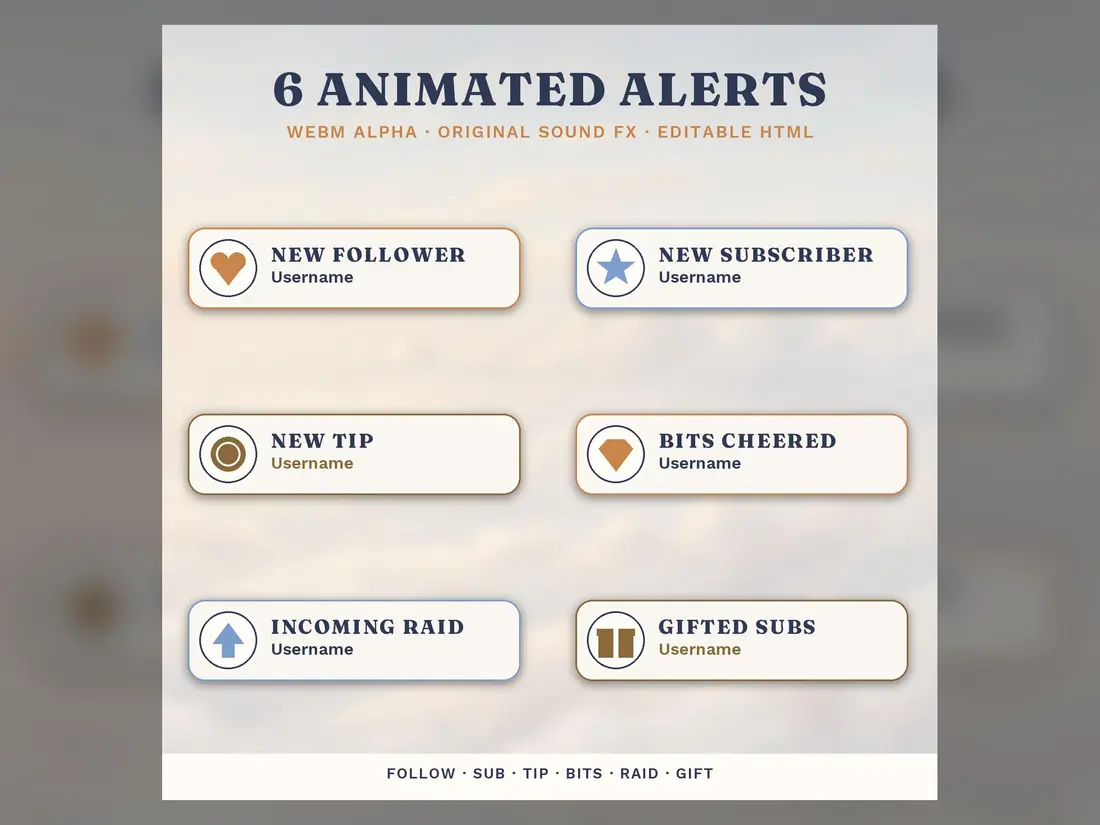 6 ANIMATED ALERTS
WEBM ALPHA · ORIGINAL SOUND FX · EDITABLE HTML
NEW FOLLOWER
Username
NEW SUBSCRIBER
Username
NEW TIP
Username
BITS CHEERED
Username
INCOMING RAID
Username
GIFTED SUBS
Username
FOLLOW · SUB · TIP · BITS · RAID · GIFT